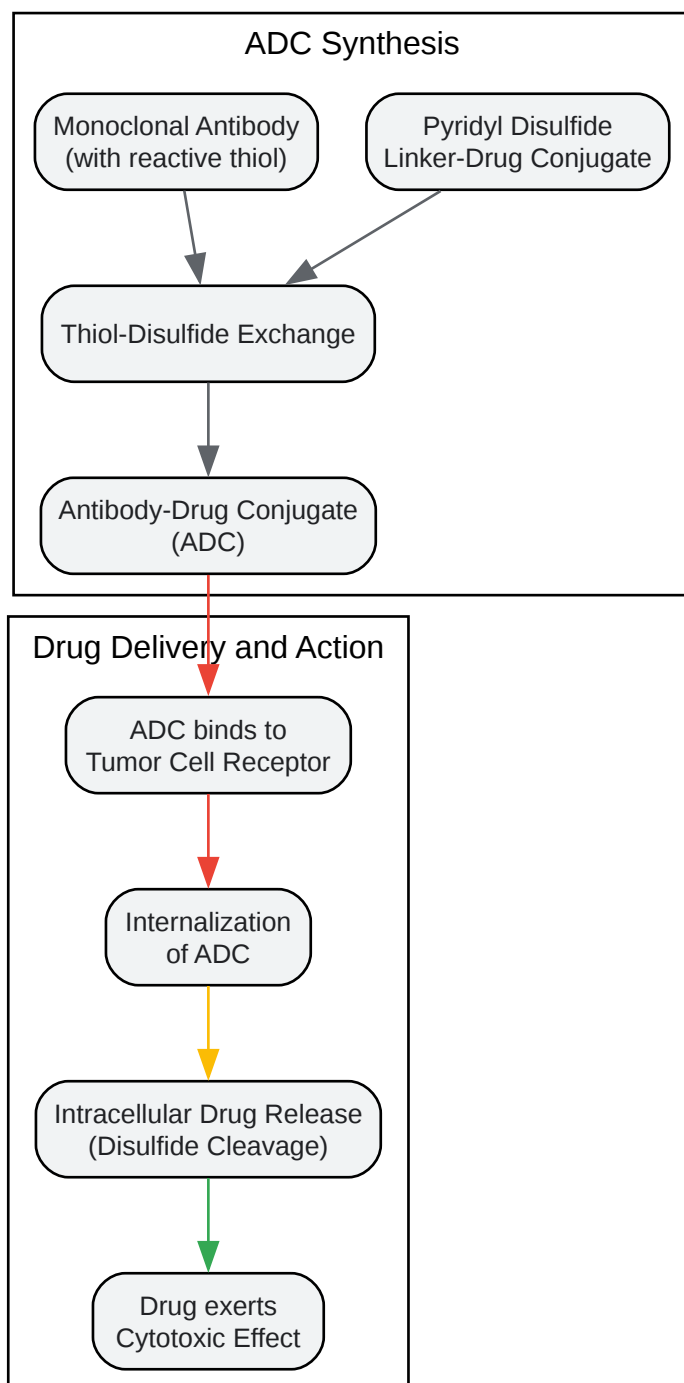 ADC Synthesis
Monoclonal Antibody
(with reactive thiol)
Pyridyl Disulfide
Linker-Drug Conjugate
Thiol-Disulfide Exchange
Antibody-Drug Conjugate
(ADC)
Drug Delivery and Action
ADC binds to
Tumor Cell Receptor
Internalization
of ADC
Intracellular Drug Release
(Disulfide Cleavage)
Drug exerts
Cytotoxic Effect